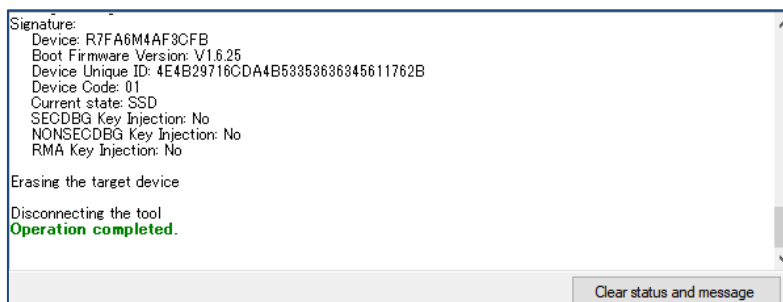 Signature:
Device: R7FA6M4AF3CFB
Boot Firmware Version: V1.6.25
Device Unique ID: 4E4B29716CDA4B53353636345611762B
Device Code: 01
Current state: SSD
SECDBG Key Injection: No
NONSECDBG Key Injection: No
RMA Key Injection: No
Erasing the target device
Disconnecting the tool
Operation completed.
Clear status and message